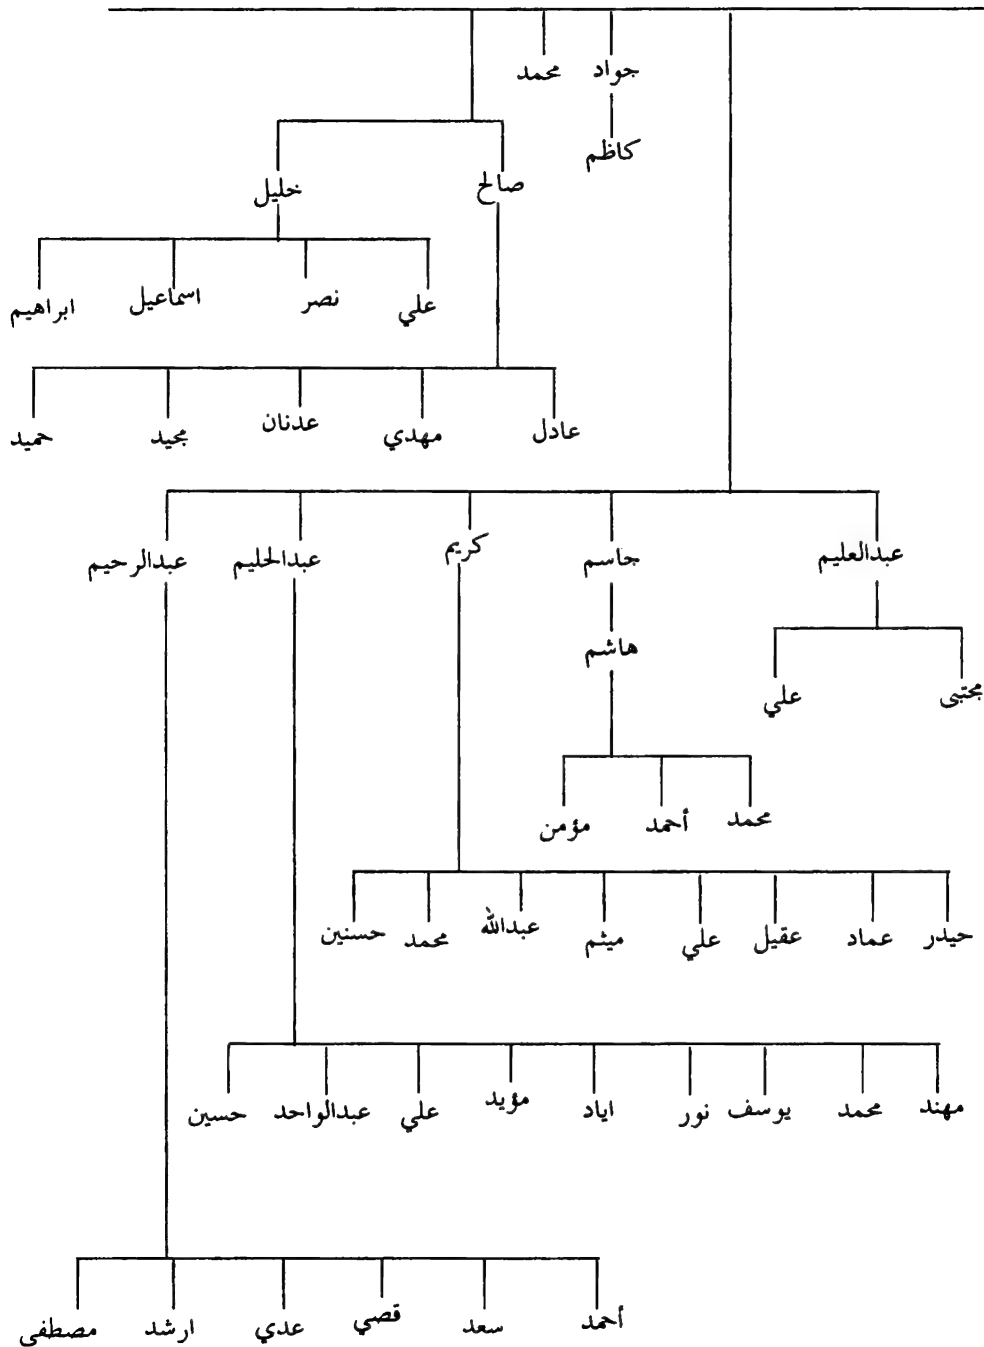 جواد محمد
كاظم
صالح خليل
علي نصر اسماعيل ابراهيم
عادل مهدي عدنان مجيد حميد
عبدالعليم جاسم كريم عبدالحليم عبدالرحيم
هاشم
مجتبى علي
محمد أحمد مؤمن
حيدر عماد عقيل علي ميثم عبدالله محمد حسنين
مهند محمد يوسف نور اياد مؤيد علي عبدالواحد حسين
أحمد سعد قصي عدي ارشد مصطفى